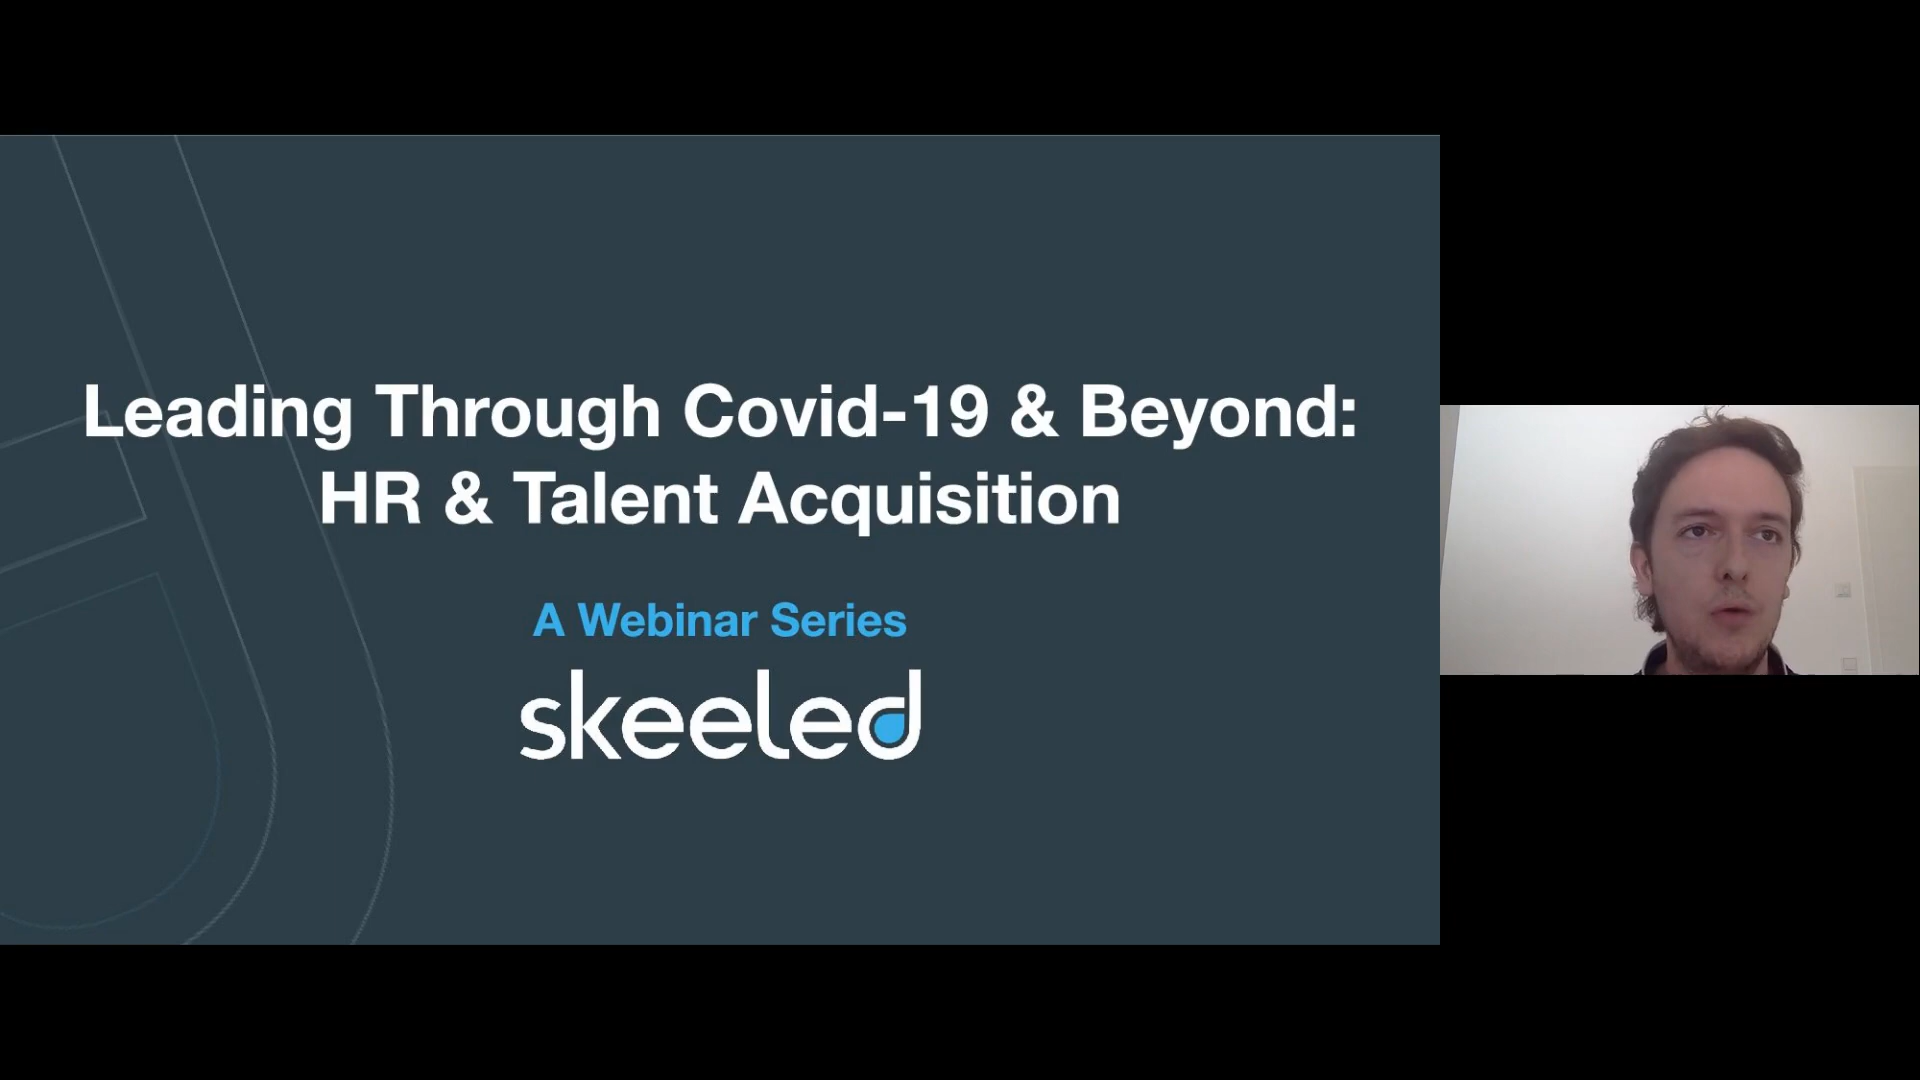 Leading Through Covid-19 & Beyond:
HR & Talent Acquisition
A Webinar Series
skeeled